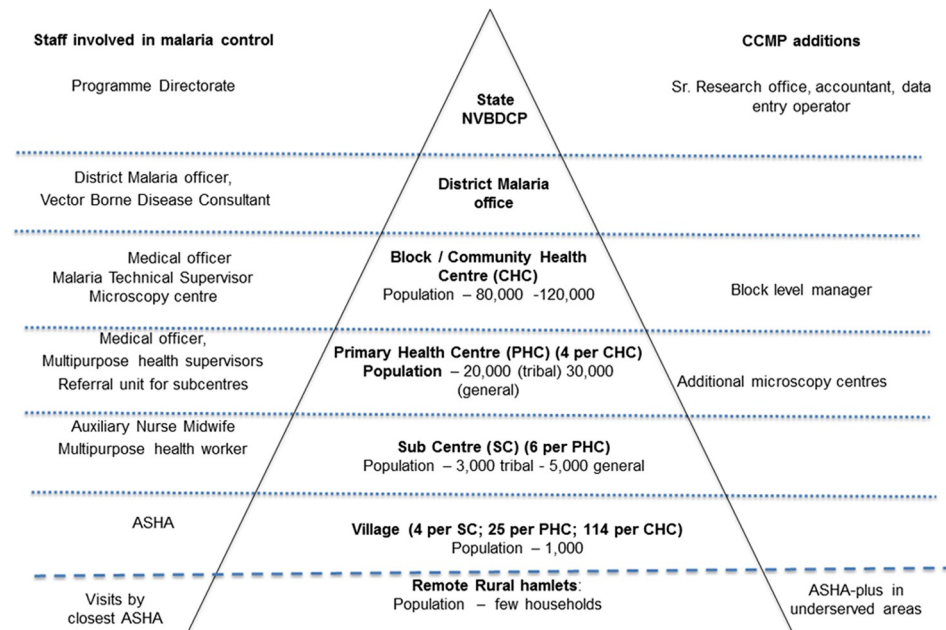 Staff involved in malaria control
CCMP additions
Programme Directorate
State
NVBDCP
Sr. Research office, accountant, data
entry operator
District Malaria officer,
Vector Borne Disease Consultant
District Malaria
office
Medical officer
Malaria Technical Supervisor
Microscopy centre
Block / Community Health
Centre (CHC)
Population – 80,000 -120,000
Block level manager
Medical officer,
Multipurpose health supervisors
Referral unit for subcentres
Primary Health Centre (PHC) (4 per CHC)
Population – 20,000 (tribal) 30,000
(general)
Additional microscopy centres
Auxiliary Nurse Midwife
Multipurpose health worker
Sub Centre (SC) (6 per PHC)
Population – 3,000 tribal - 5,000 general
ASHA
Village (4 per SC; 25 per PHC; 114 per CHC)
Population – 1,000
Visits by
closest ASHA
Remote Rural hamlets:
Population – few households
ASHA-plus in
underserved areas